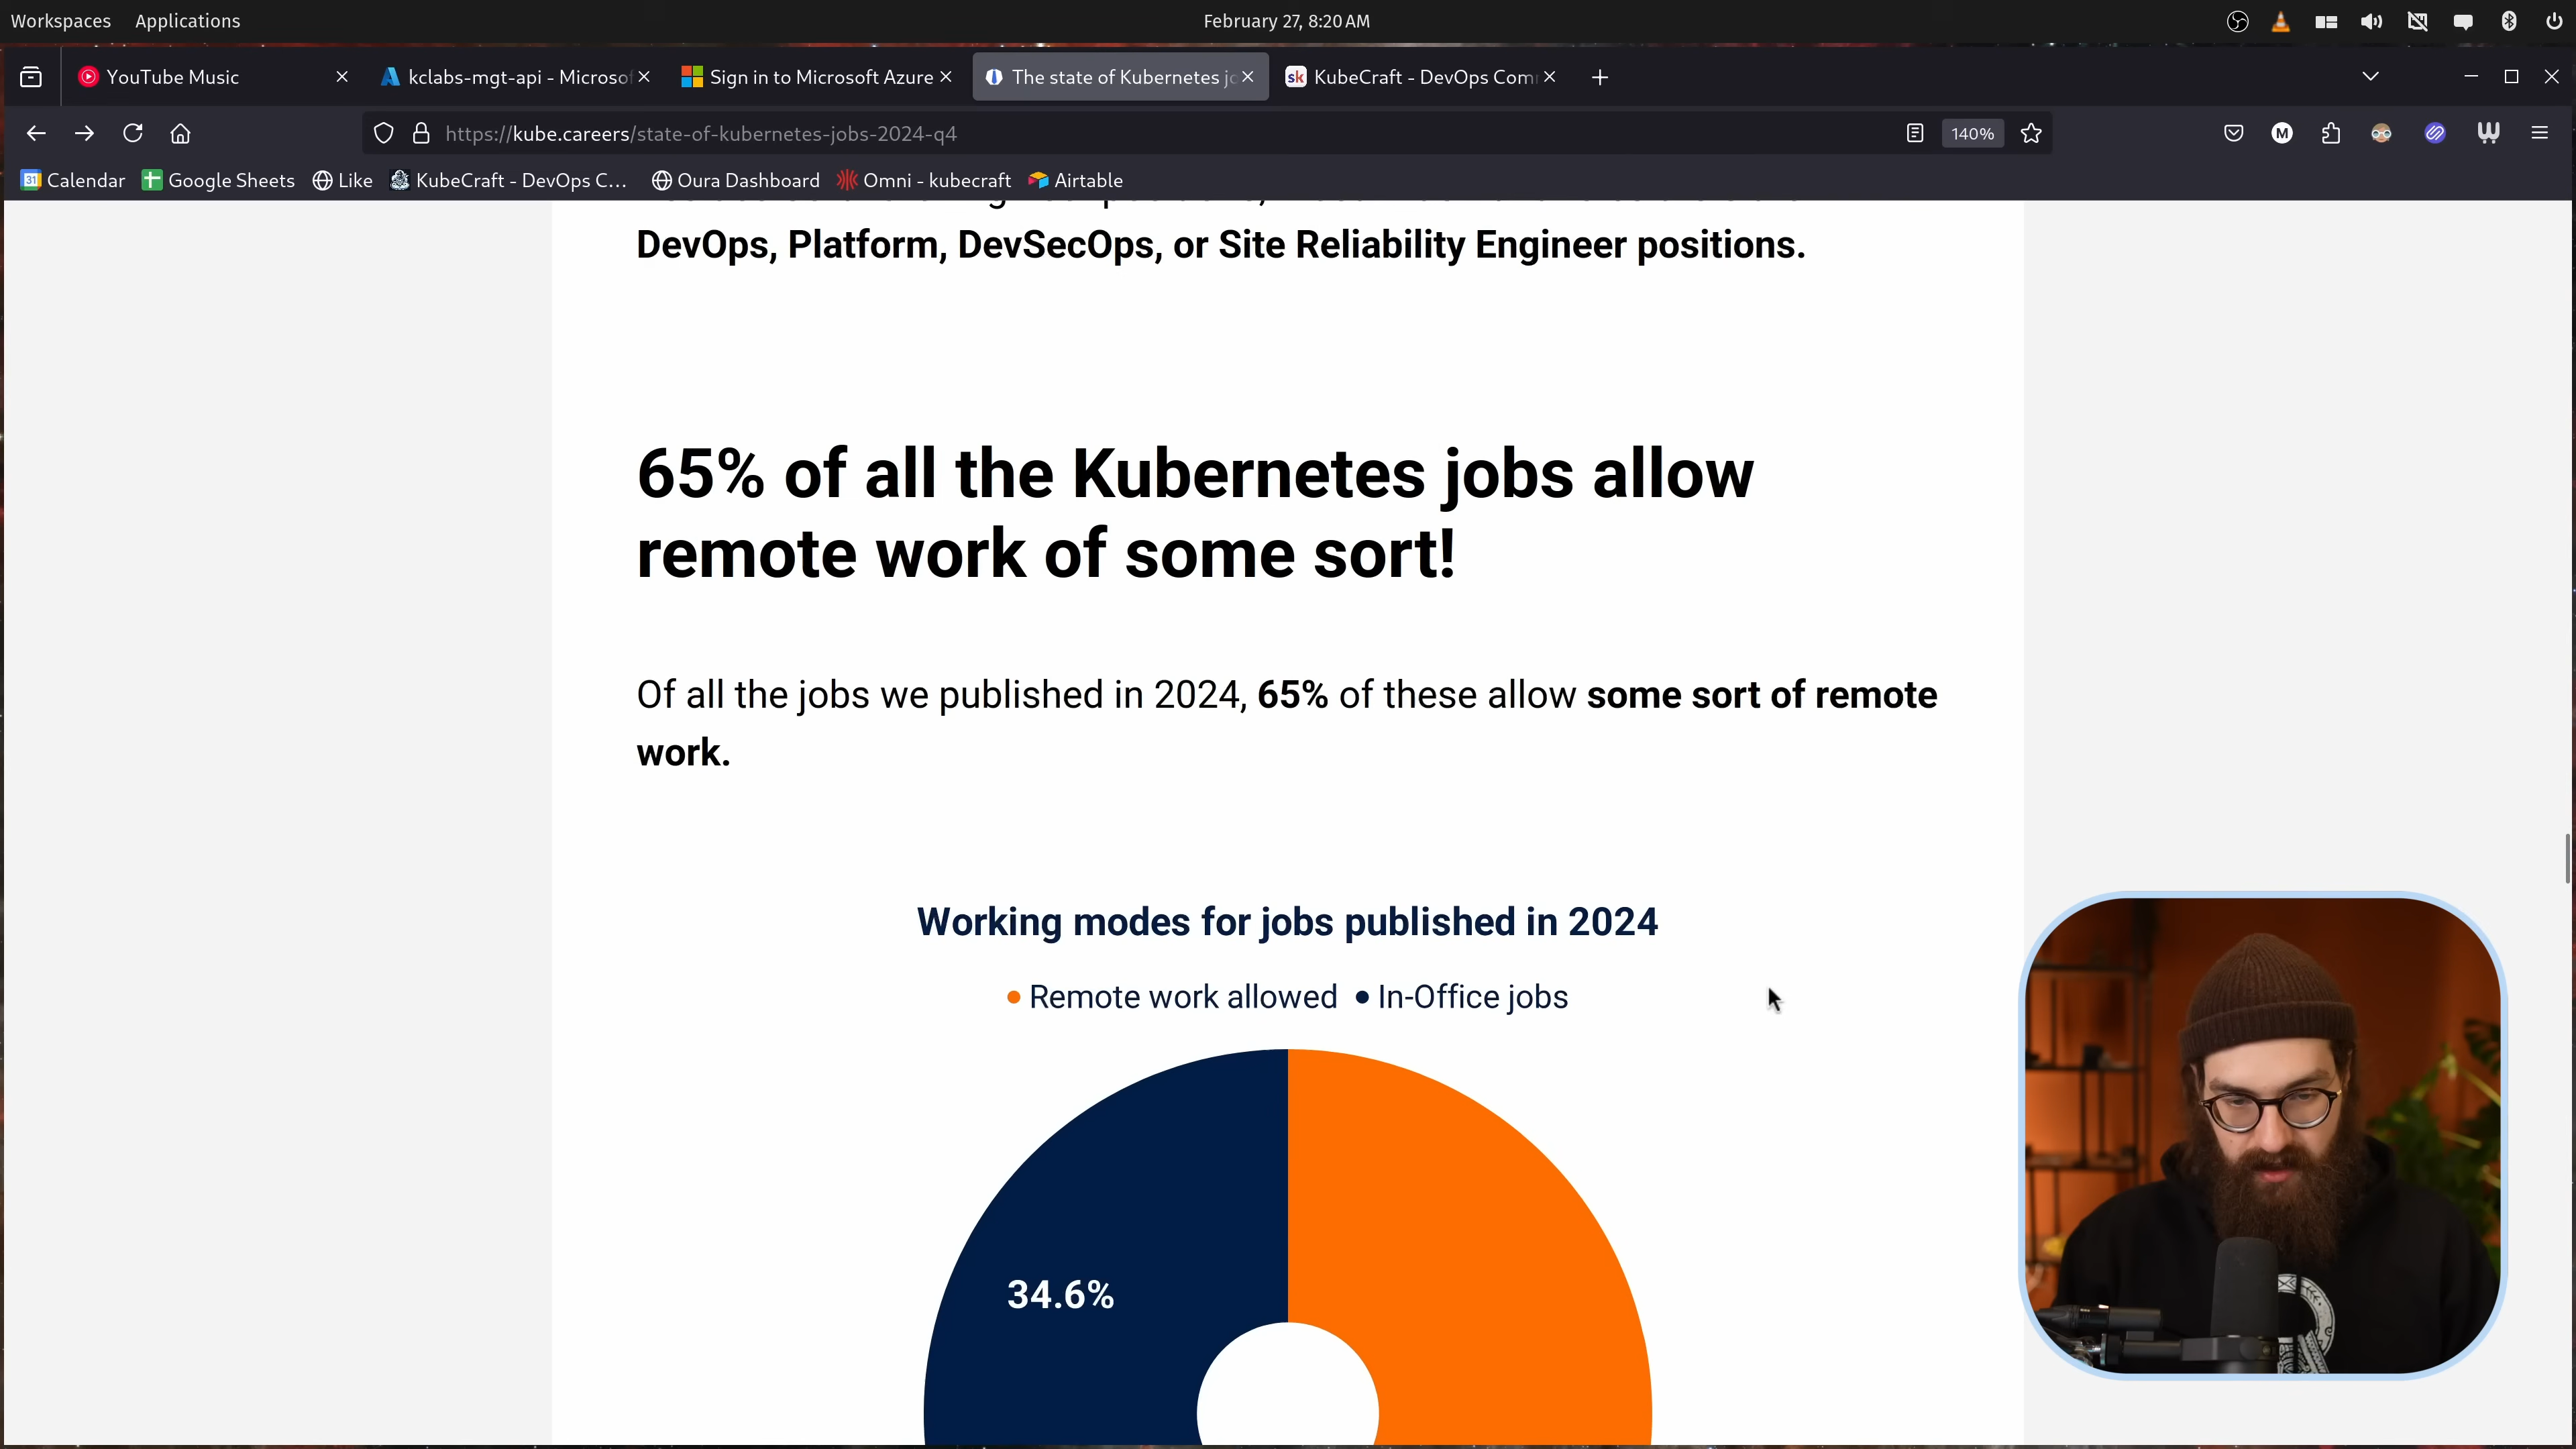 Workspaces Applications February 27, 8:20 AM
YouTube Music kclabs-mgt-api - Microsof Sign in to Microsoft Azure The state of Kubernetes jo sk KubeCraft - DevOps Com
https://kube.careers/state-of-kubernetes-jobs-2024-q4 140% M
31 Calendar Google Sheets Like KubeCraft - DevOps C... Oura Dashboard Omni - kubecraft Airtable
DevOps, Platform, DevSecOps, or Site Reliability Engineer positions.
65% of all the Kubernetes jobs allow
remote work of some sort!
Of all the jobs we published in 2024, 65% of these allow some sort of remote
work.
Working modes for jobs published in 2024
Remote work allowed In-Office jobs
34.6%